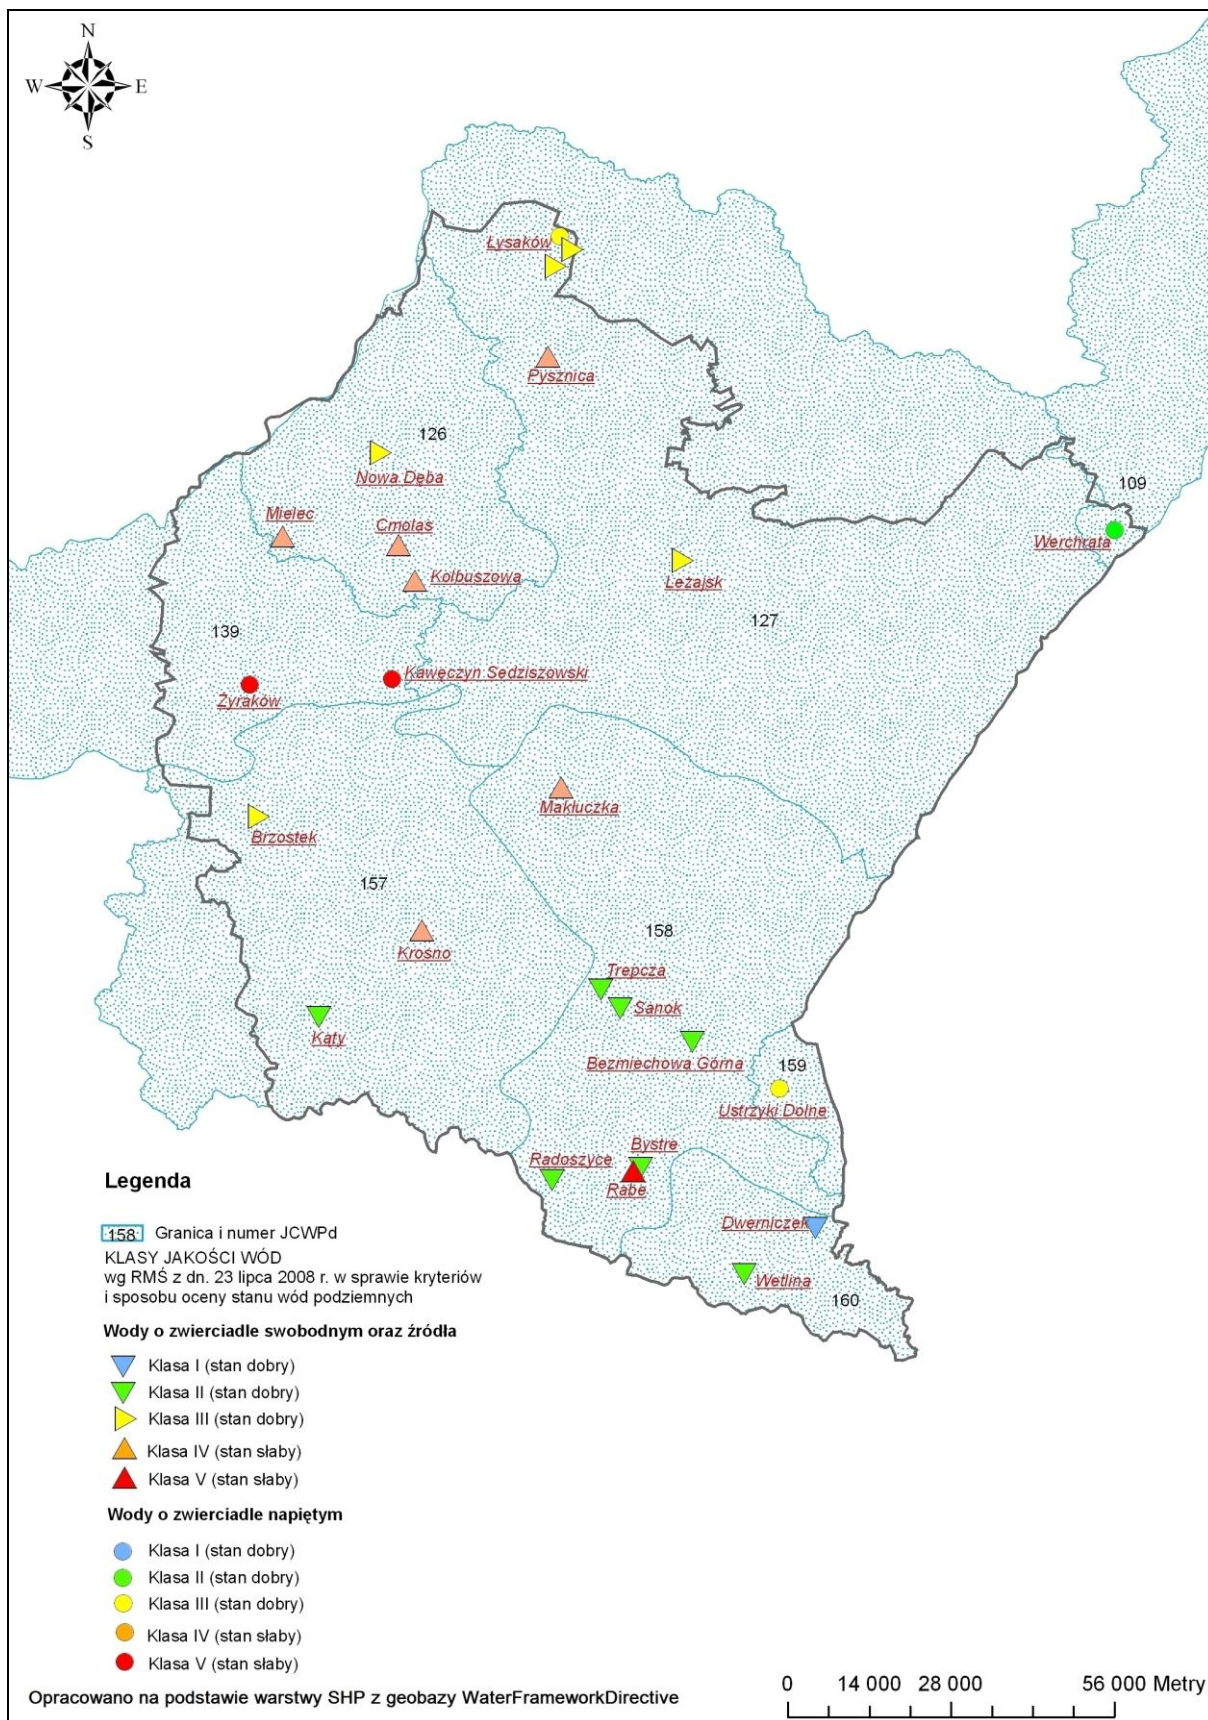 N
W E
S
Łysaków
Pysznica
126
Nowa Dęba
109
Mielec
Cmolas
Werchrata
Kolbuszowa
Leżajsk
127
139
Kawęczyn Sedziszowski
Żyraków
Makłuczka
Brzostek
157
158
Krosno
Trepcza
Sanok
Kąty
Bezmiechowa Górna
159
Ustrzyki Dolne
Bystre
Radoszyce
Rabe
Dwerniczek
Wetlina
160
Legenda
158 Granica i numer JCWPd
KLASY JAKOŚCI WÓD
wg RMŚ z dn. 23 lipca 2008 r. w sprawie kryteriów
i sposobu oceny stanu wód podziemnych
Wody o zwierciadle swobodnym oraz źródła
Klasa I (stan dobry)
Klasa II (stan dobry)
Klasa III (stan dobry)
Klasa IV (stan słaby)
Klasa V (stan słaby)
Wody o zwierciadle napiętym
Klasa I (stan dobry)
Klasa II (stan dobry)
Klasa III (stan dobry)
Klasa IV (stan słaby)
Klasa V (stan słaby)
Opracowano na podstawie warstwy SHP z geobazy WaterFrameworkDirective
0 14 000 28 000 56 000 Metry